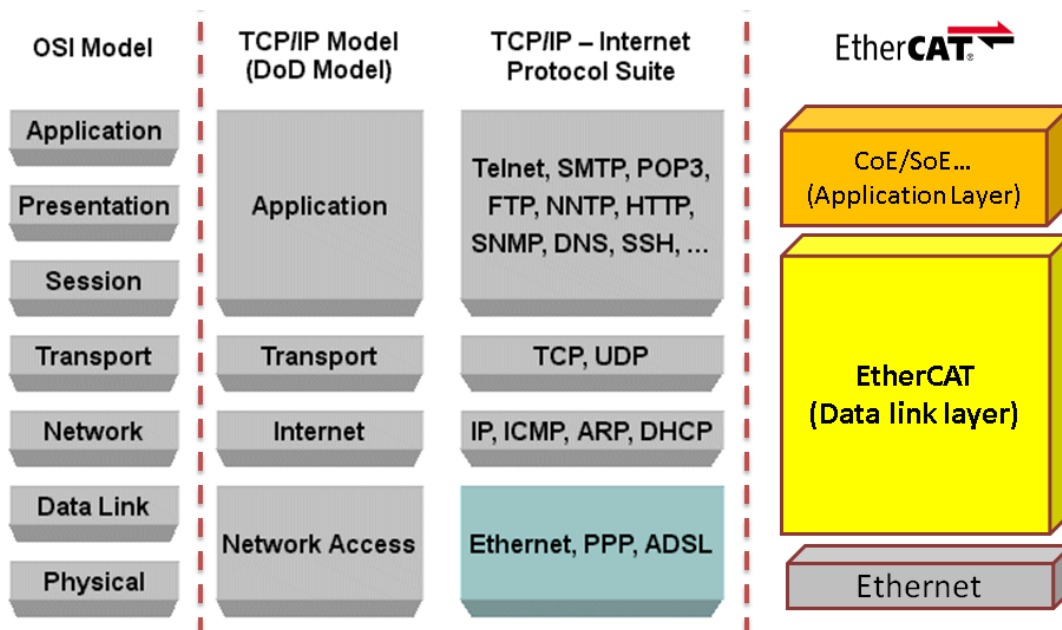 OSI Model
Application
Presentation
Session
Transport
Network
Data Link
Physical
TCP/IP Model
(DoD Model)
Application
Transport
Internet
Network Access
TCP/IP – Internet
Protocol Suite
Telnet, SMTP, POP3,
FTP, NNTP, HTTP,
SNMP, DNS, SSH, ...
TCP, UDP
IP, ICMP, ARP, DHCP
Ethernet, PPP, ADSL
EtherCAT®
CoE/SoE...
(Application Layer)
EtherCAT
(Data link layer)
Ethernet